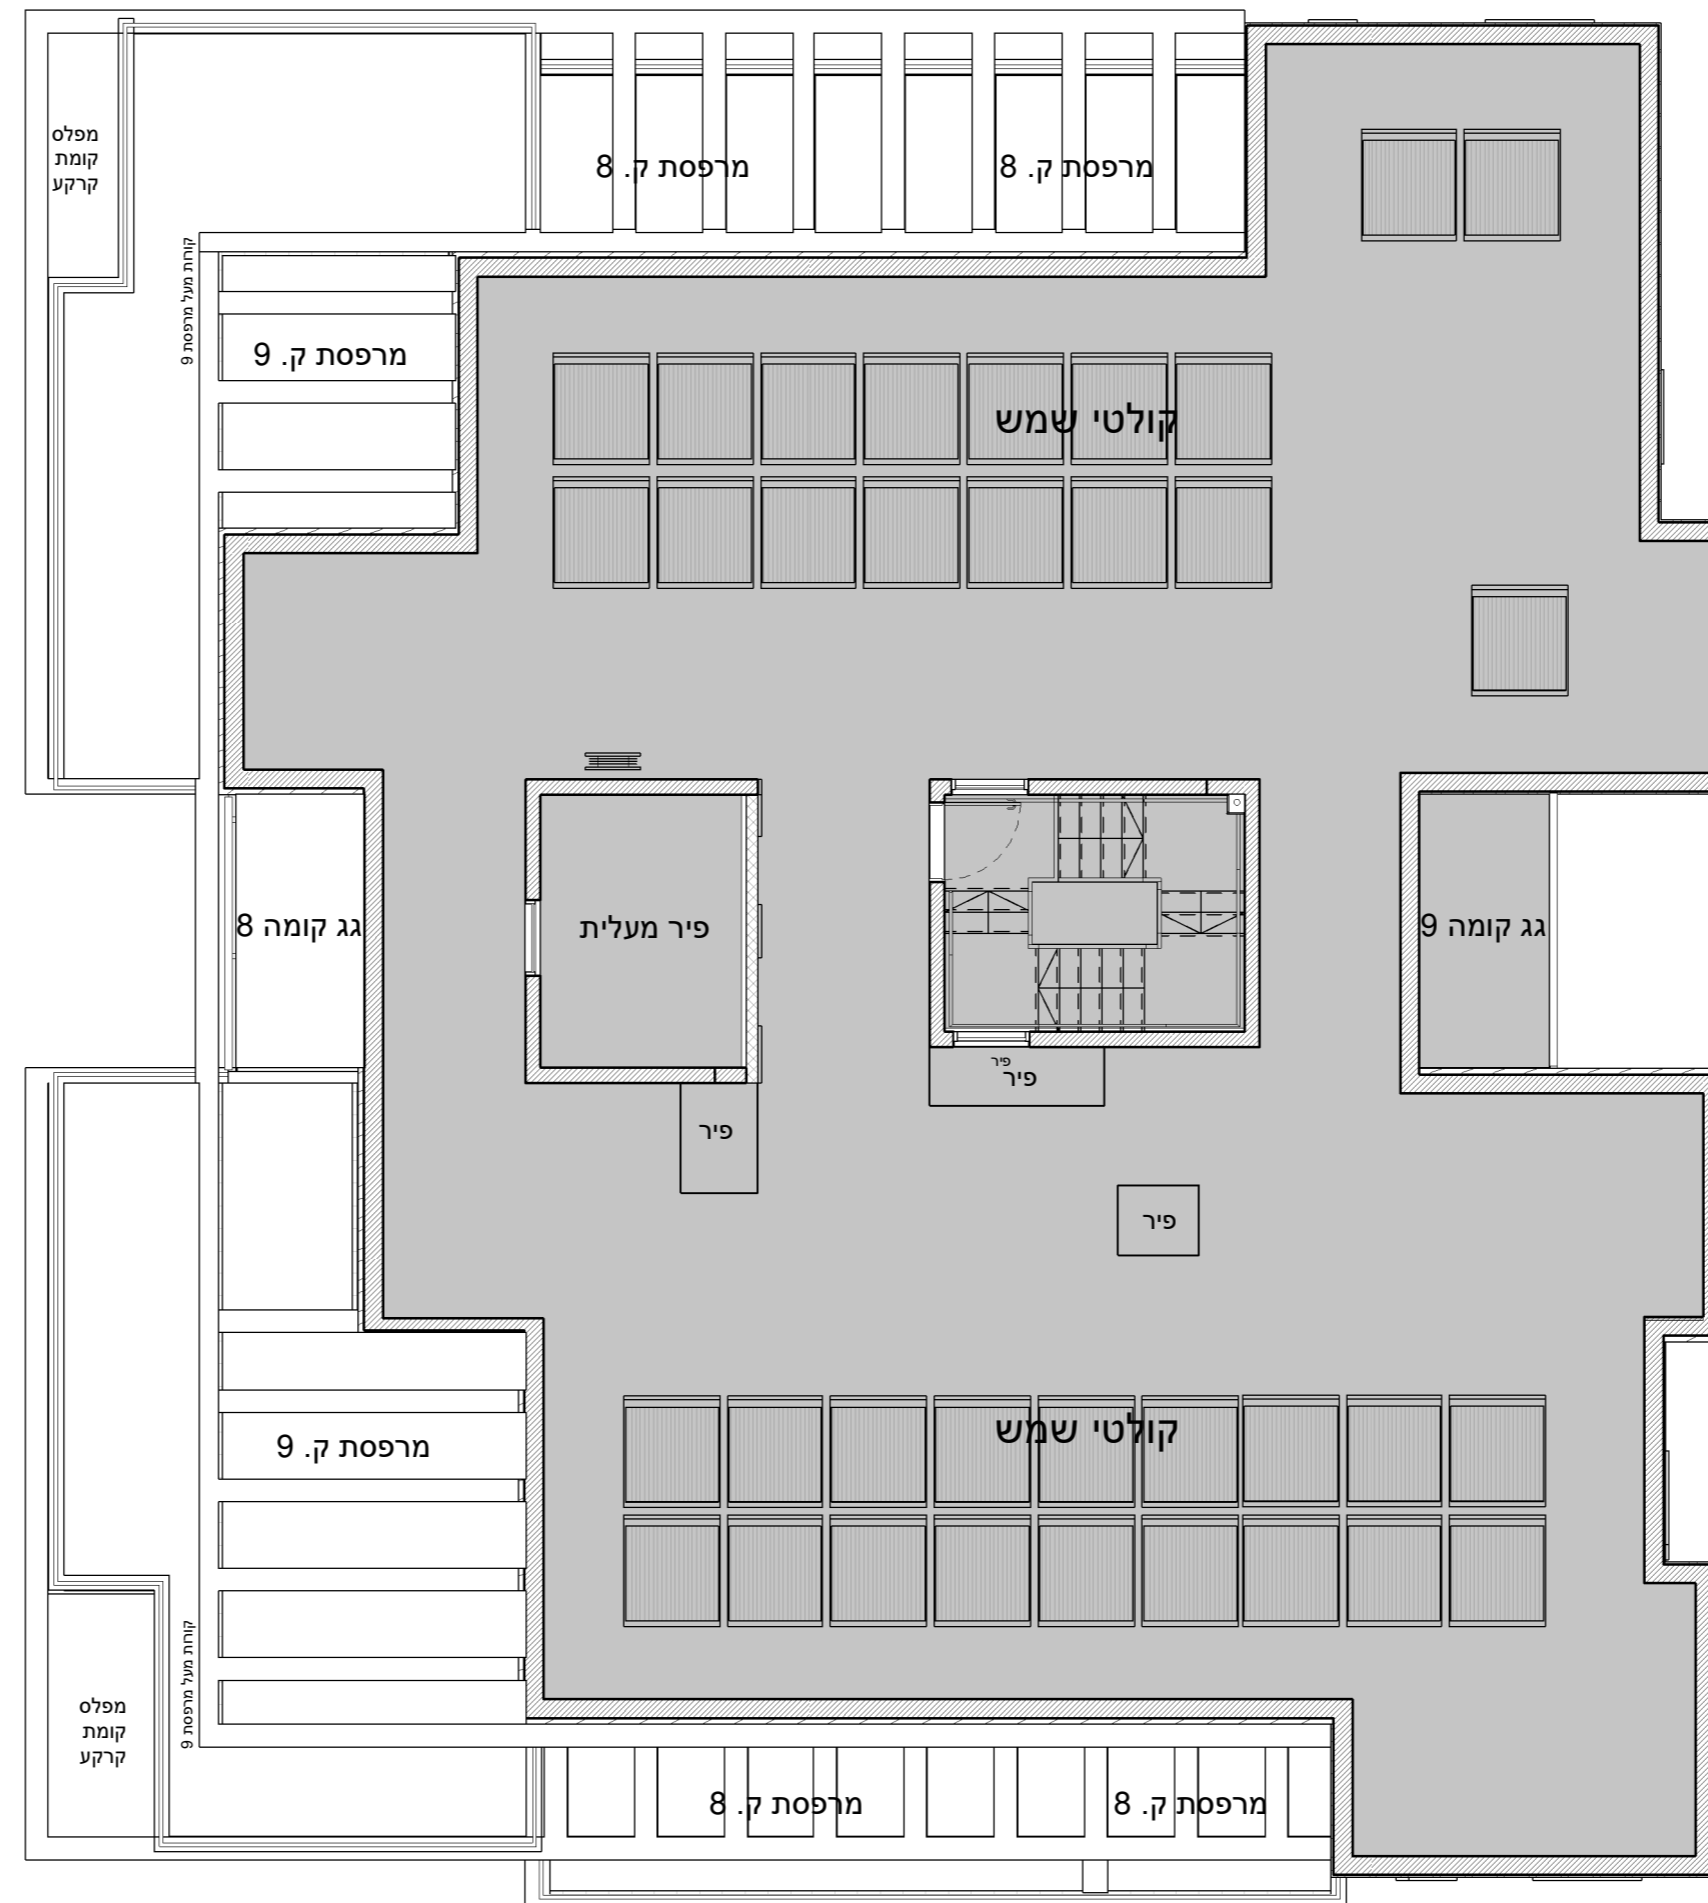 מרפסת ק. 8
מרפסת ק. 8
מפלס
קומת
קרקע
קורות מעל מרפסת 9
מרפסת ק. 9
קולטי שמש
גג קומה 9
פיר מעלית
גג קומה 8
פיר
פיר
פיר
פיר
קולטי שמש
מרפסת ק. 9
קורות מעל מרפסת 9
מפלס
קומת
קרקע
מרפסת ק. 8
מרפסת ק. 8